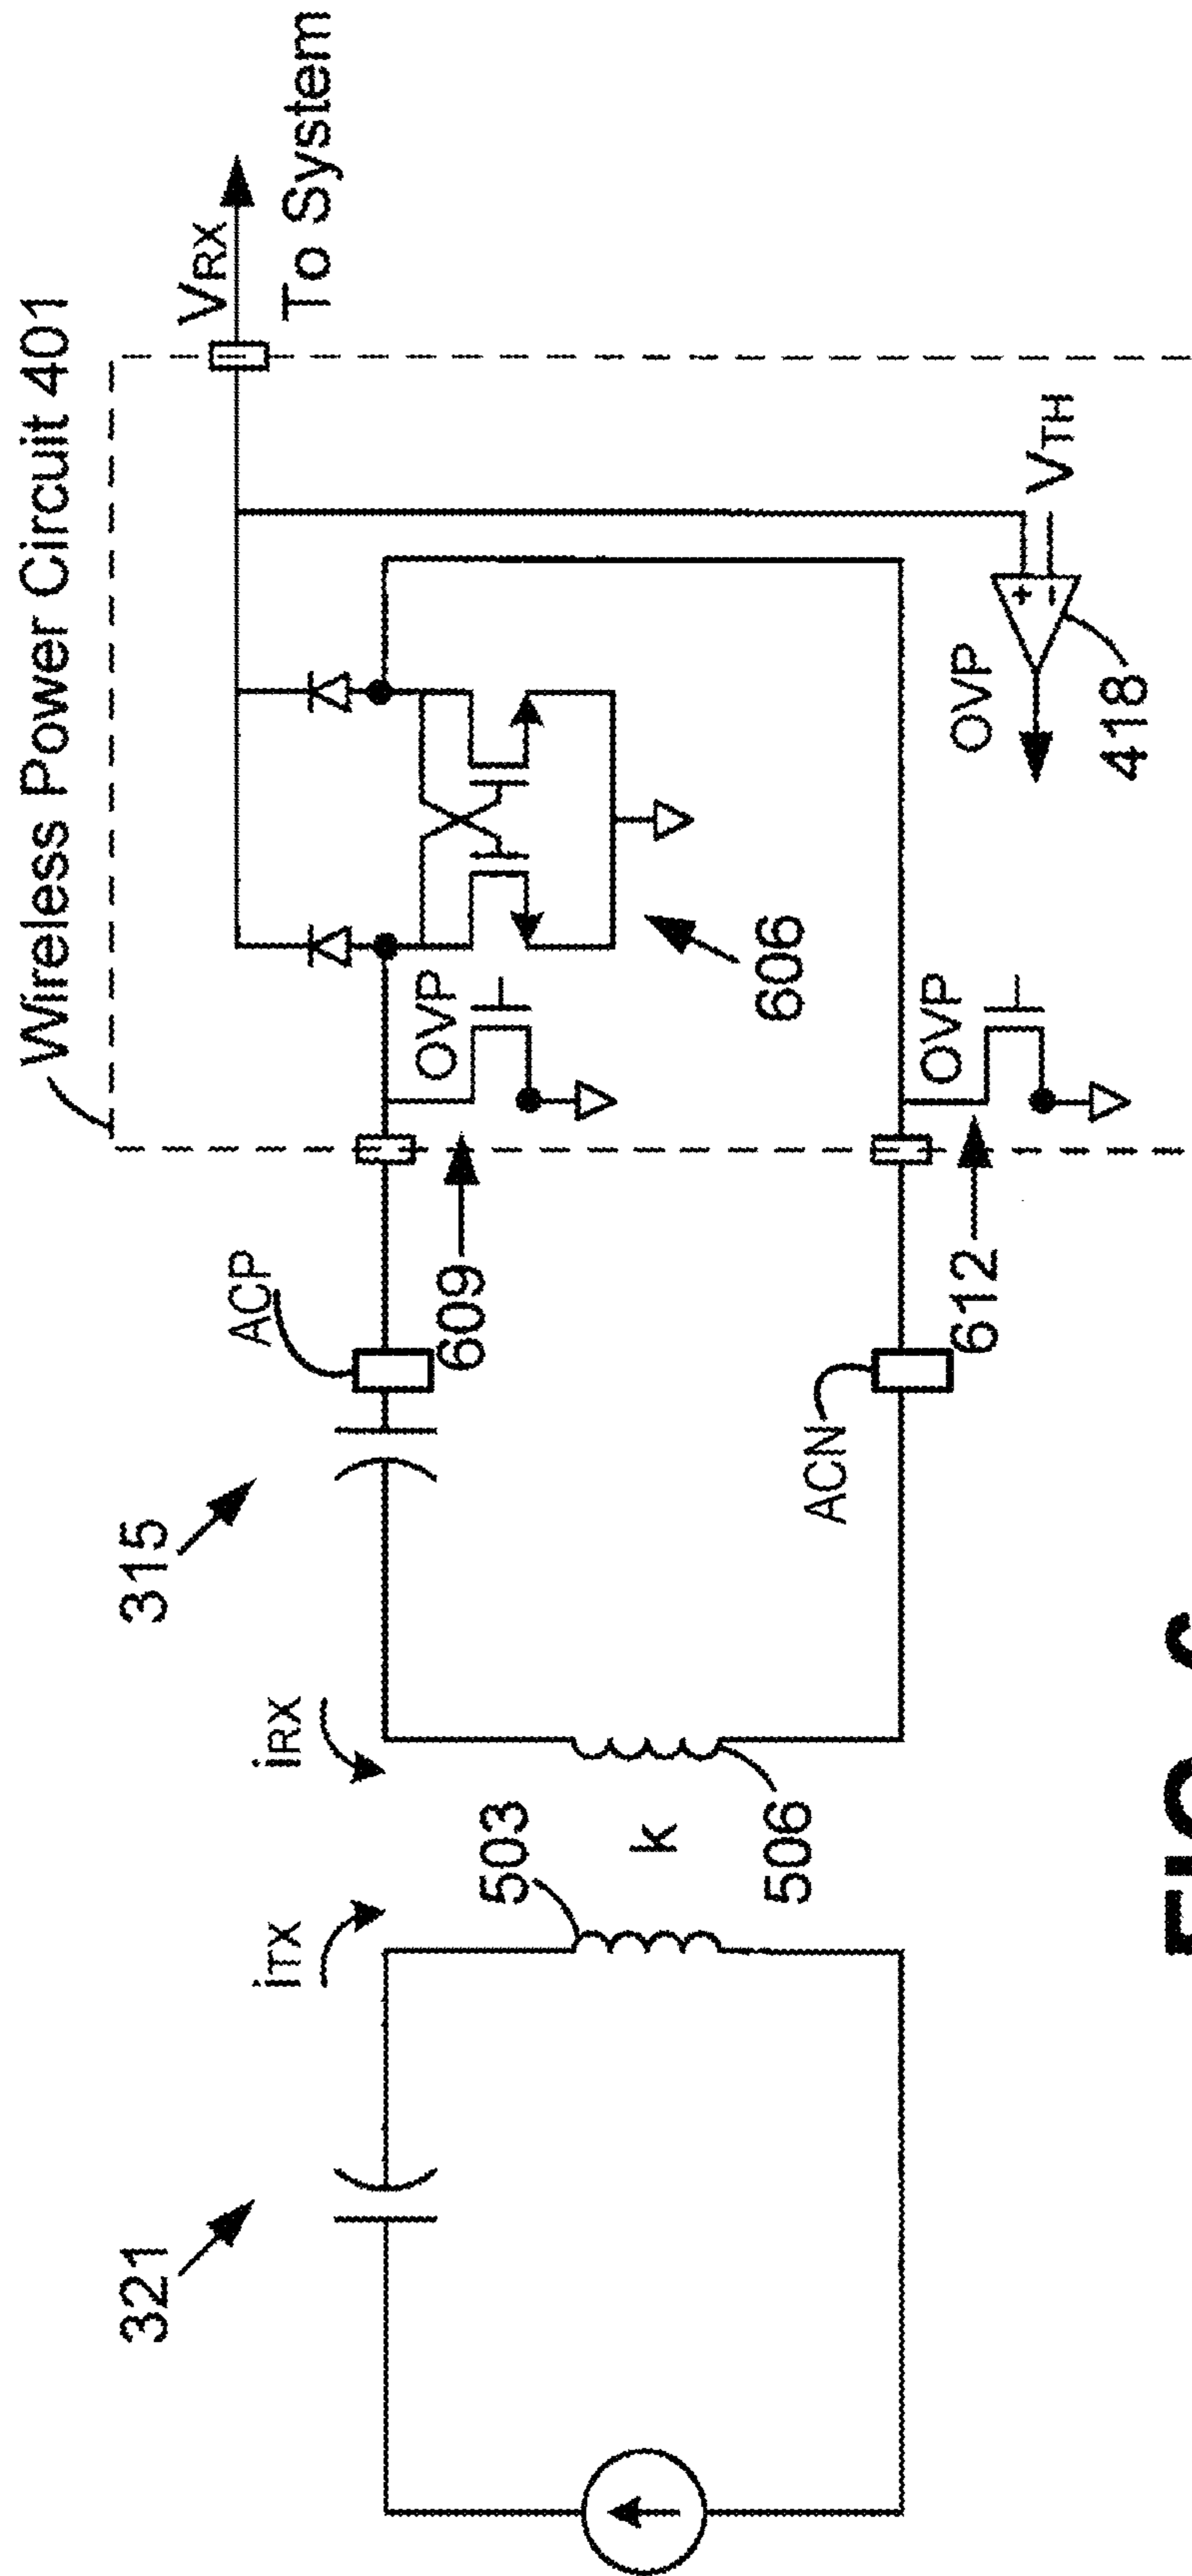 Wireless Power Circuit 401
VRX
To System
321
iTX
iRX
315
ACP
609
OVP
606
503
k
506
ACN
612
OVP
OVP
VTH
+
-
418